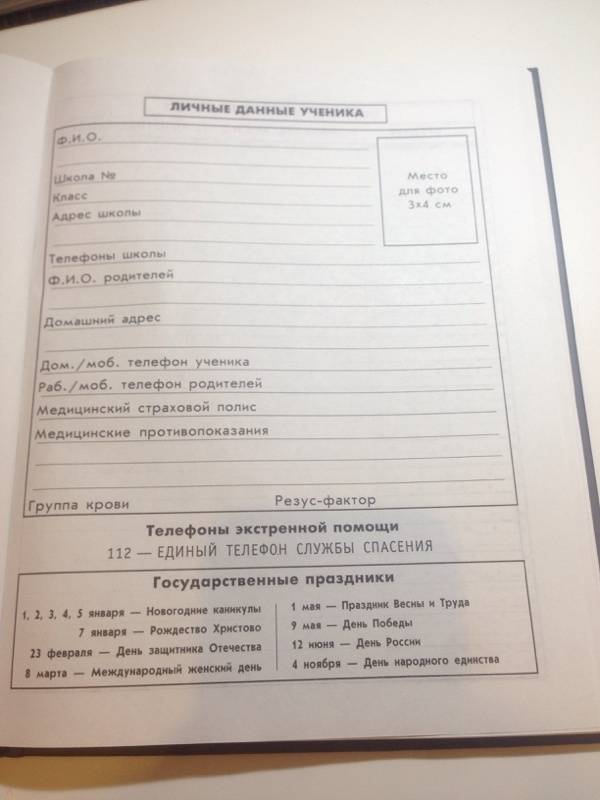 ЛИЧНЫЕ ДАННЫЕ УЧЕНИКА
Ф.И.О.
Школа №
Класс
Адрес школы
Место
для фото
3х4 см
Телефоны школы
Ф.И.О. родителей
Домашний адрес
Дом./моб. телефон ученика
Раб./моб. телефон родителей
Медицинский страховой полис
Медицинские противопоказания
Группа крови Резус-фактор
Телефоны экстренной помощи
112 — ЕДИНЫЙ ТЕЛЕФОН СЛУЖБЫ СПАСЕНИЯ
Государственные праздники
1, 2, 3, 4, 5 января — Новогодние каникулы
7 января — Рождество Христово
23 февраля — День защитника Отечества
8 марта — Международный женский день
1 мая — Праздник Весны и Труда
9 мая — День Победы
12 июня — День России
4 ноября — День народного единства